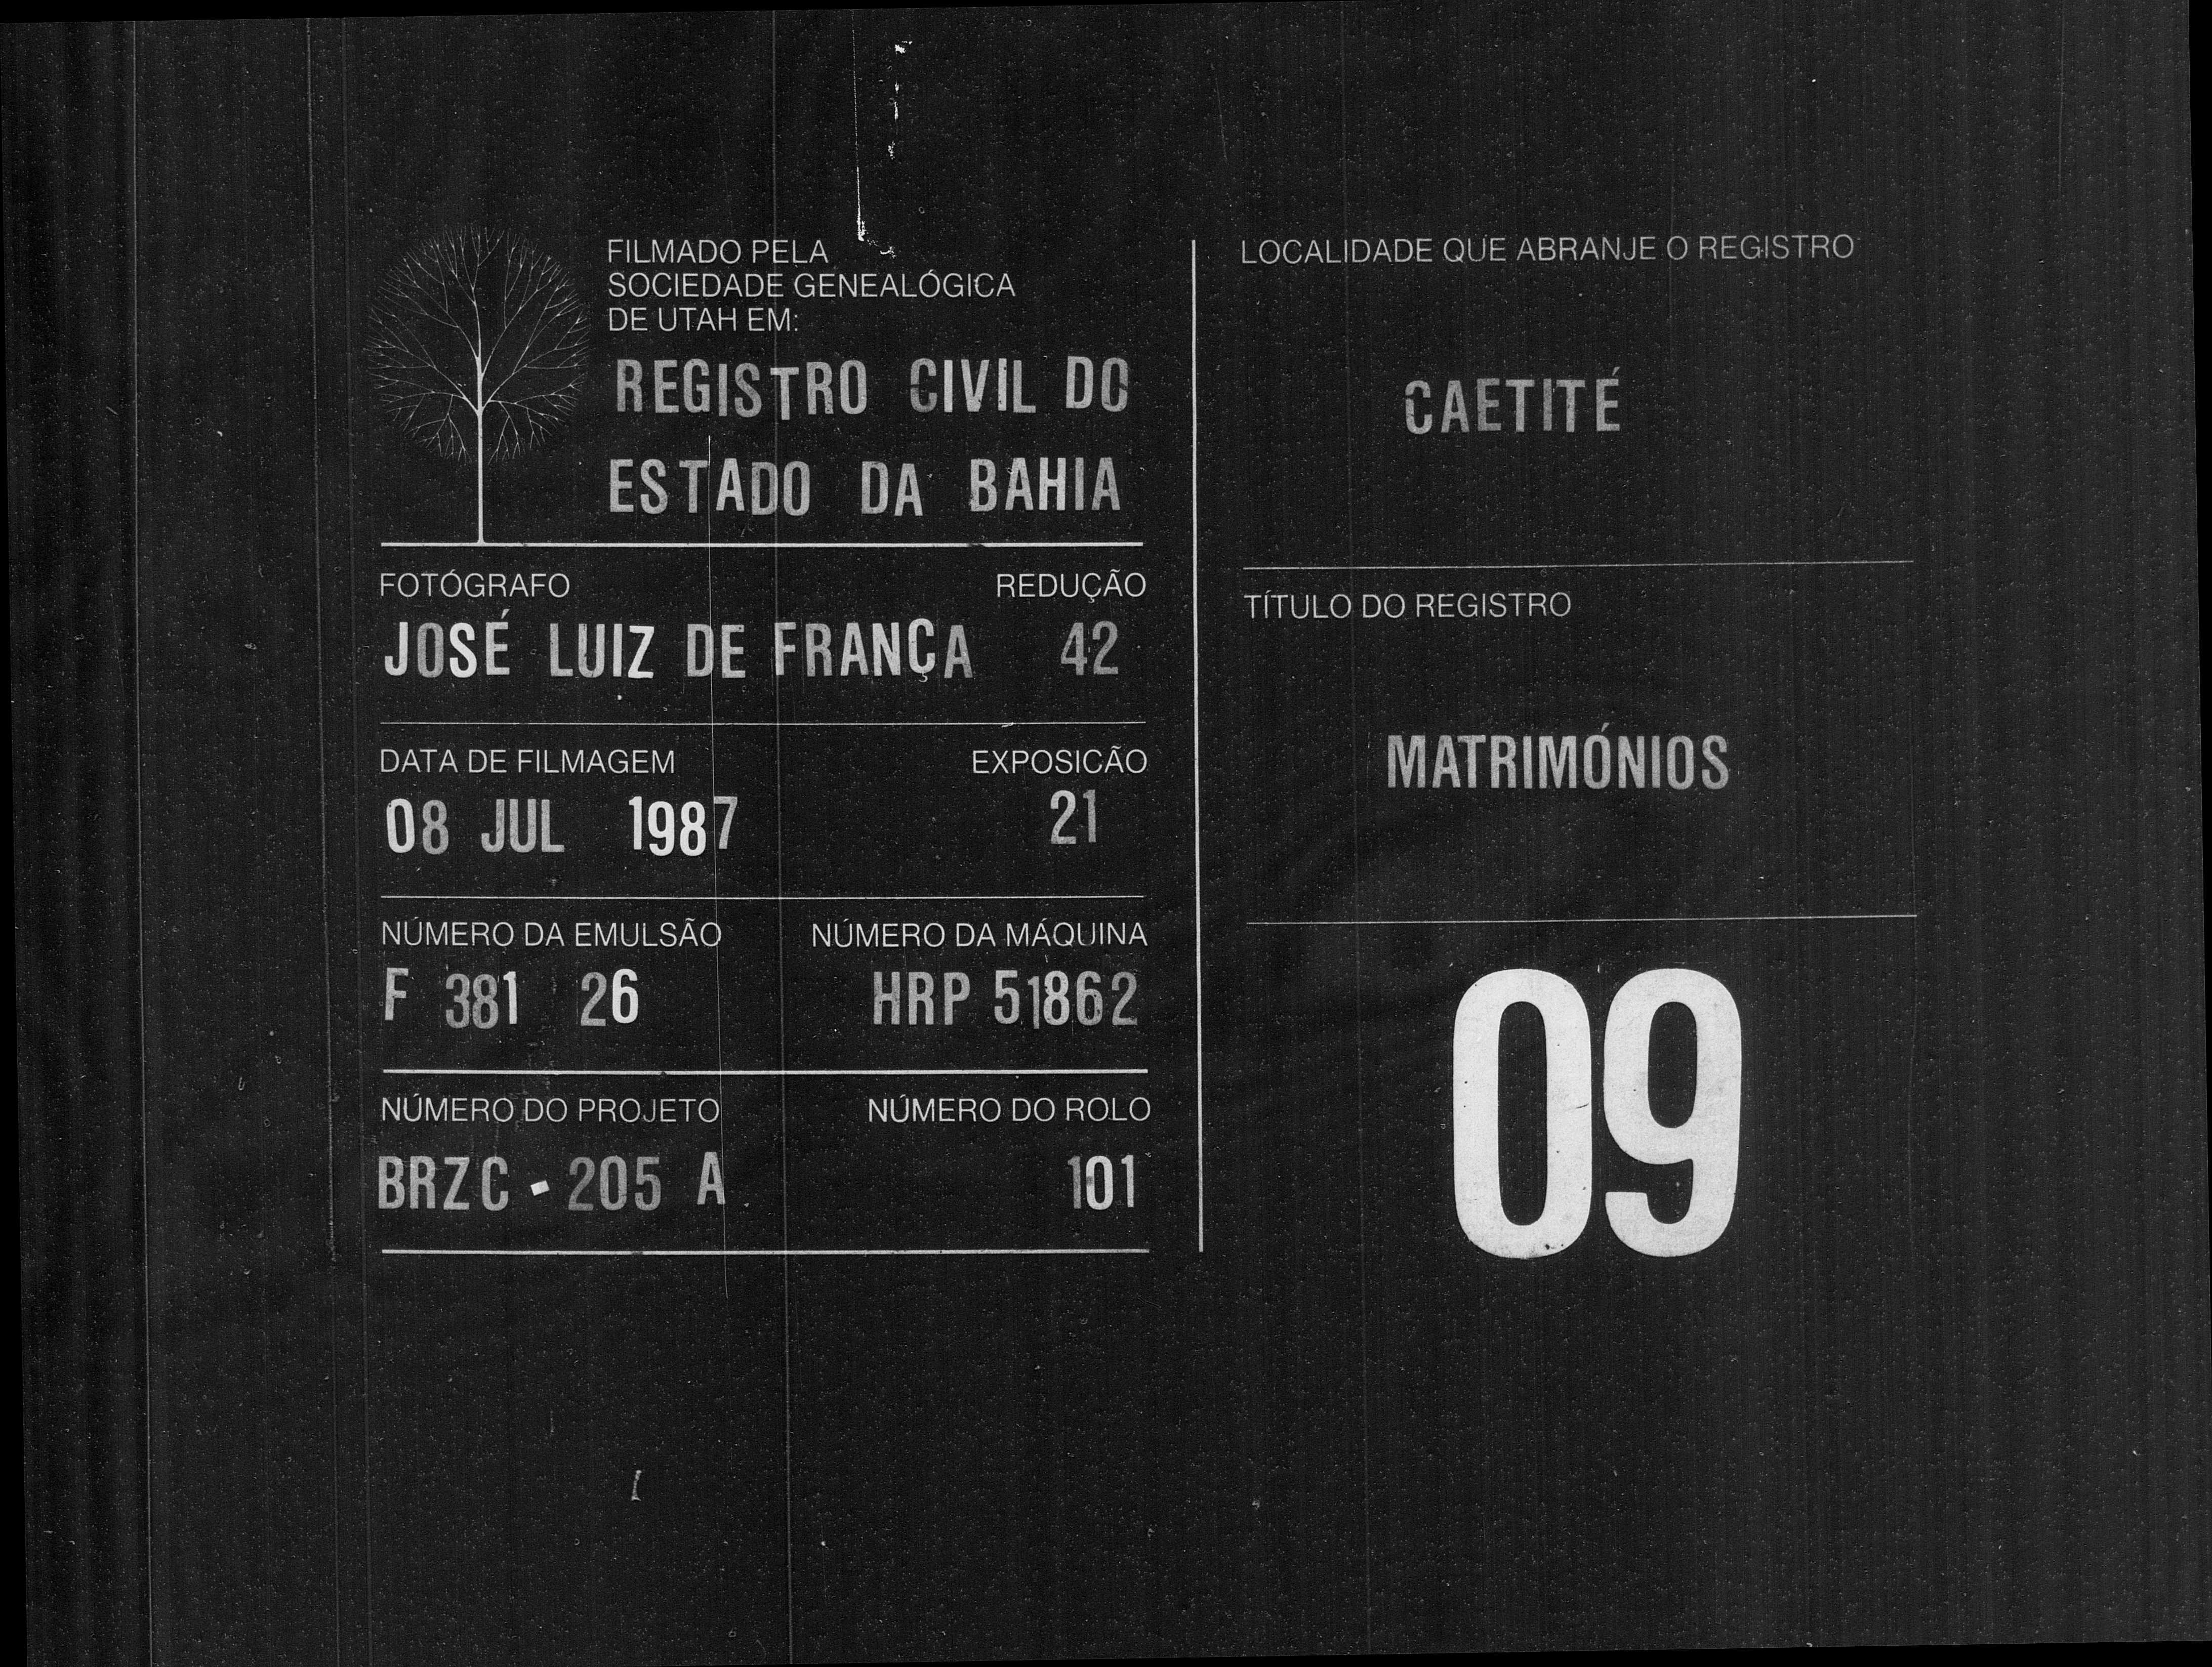 FILMADO PELA
SOCIEDADE GENEALÓGICA
DE UTAH EM:
REGISTRO CIVIL DO
ESTADO DA BAHIA
FOTÓGRAFO REDUÇÃO
JOSÉ LUIZ DE FRANÇA 42
DATA DE FILMAGEM EXPOSICÃO
08 JUL 1987 21
NÚMERO DA EMULSÃO NÚMERO DA MÁQUINA
F 381 26 HRP 51862
NÚMERO DO PROJETO NÚMERO DO ROLO
BRZC - 205 A 101
LOCALIDADE QUE ABRANJE O REGISTRO
CAETITÉ
TÍTULO DO REGISTRO
MATRIMÓNIOS
09